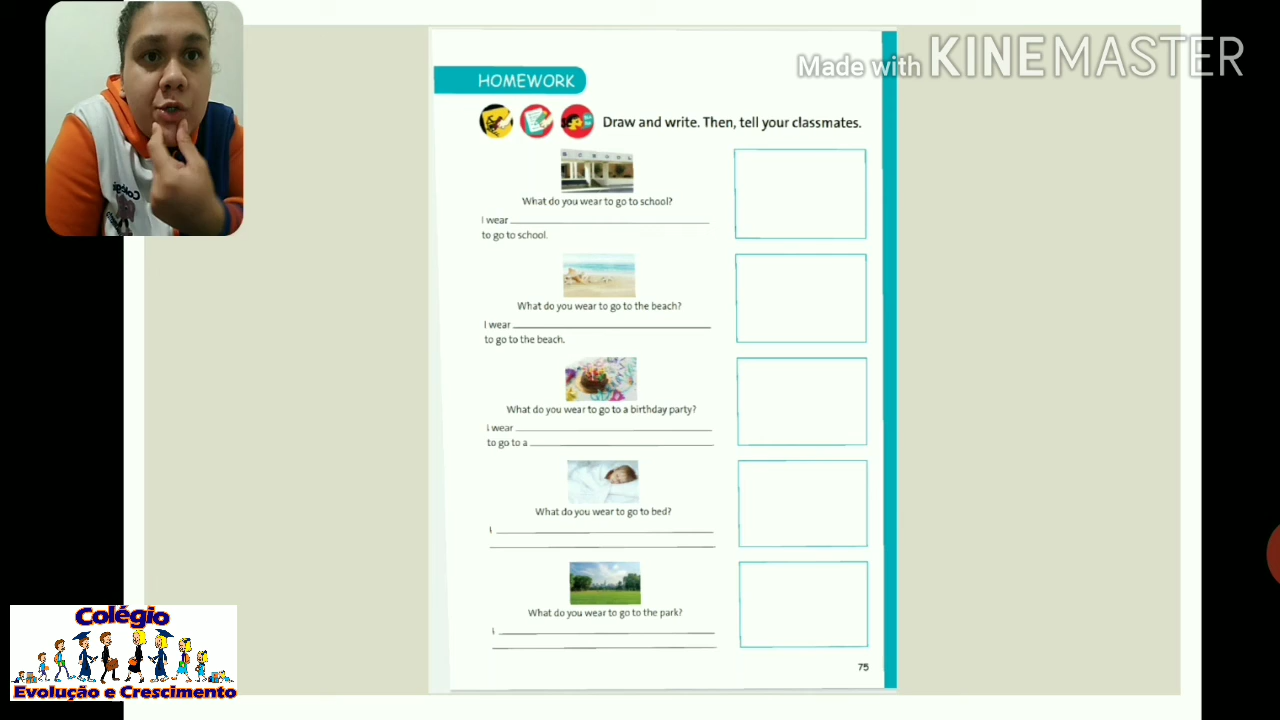 Made with KINEMASTER
HOMEWORK
Draw and write. Then, tell your classmates.
What do you wear to go to school?
I wear
to go to school.
What do you wear to go to the beach?
I wear
to go to the beach.
What do you wear to go to a birthday party?
I wear
to go to a
What do you wear to go to bed?
I
What do you wear to go to the park?
I
75
Colégio
Evolução e Crescimento